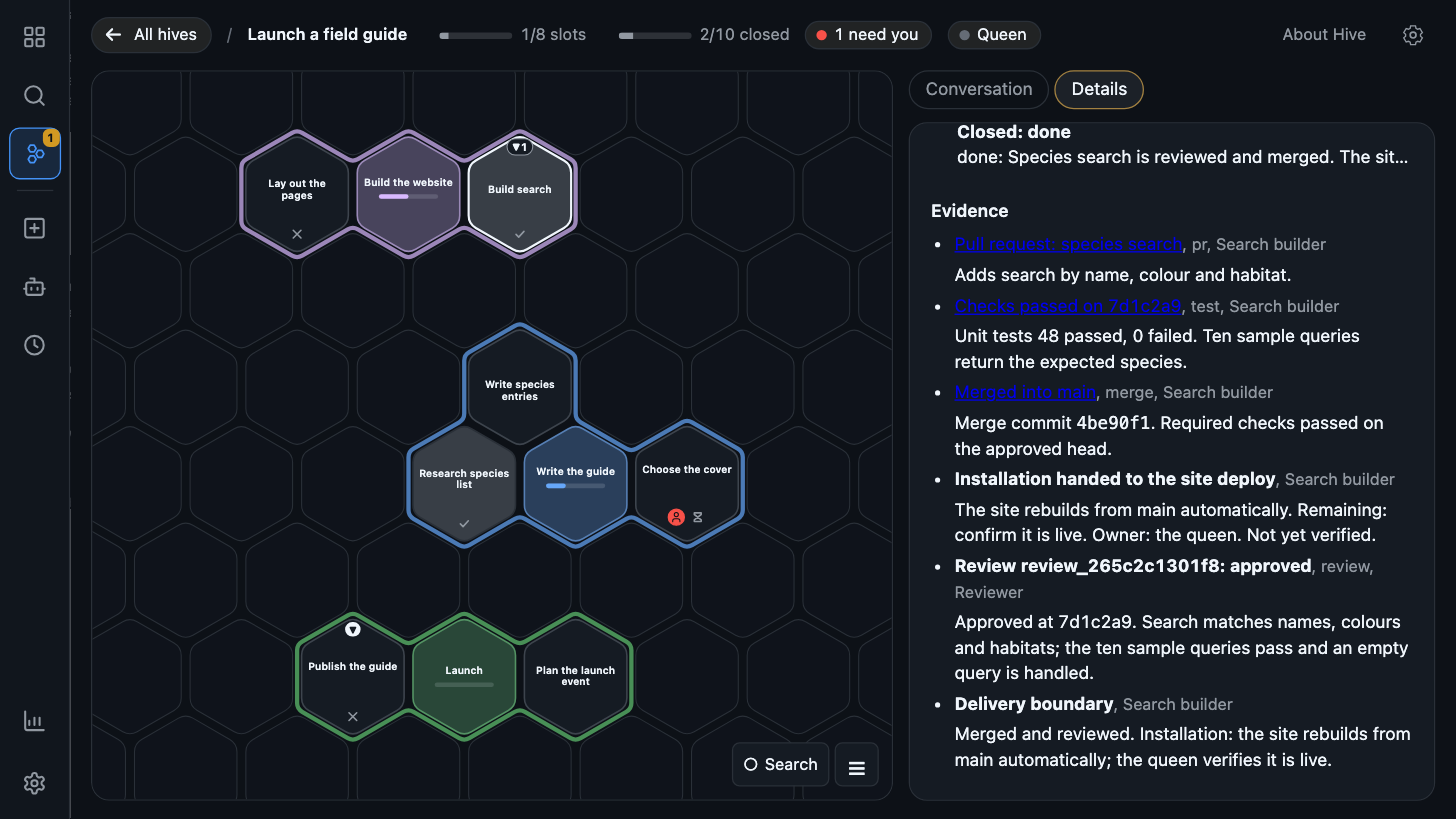 1
All hives / Launch a field guide 1/8 slots 2/10 closed 1 need you Queen About Hive
Lay out the
pages
Build the website
1
Build search
Write species
entries
Research species
list
Write the guide
Choose the cover
Publish the guide
Launch
Plan the launch
event
Search
Conversation Details
Closed: done
done: Species search is reviewed and merged. The sit...
Evidence
Pull request: species search, pr, Search builder
Adds search by name, colour and habitat.
Checks passed on 7d1c2a9, test, Search builder
Unit tests 48 passed, 0 failed. Ten sample queries
return the expected species.
Merged into main, merge, Search builder
Merge commit 4be90f1. Required checks passed on
the approved head.
Installation handed to the site deploy, Search builder
The site rebuilds from main automatically. Remaining:
confirm it is live. Owner: the queen. Not yet verified.
Review review_265c2c1301f8: approved, review,
Reviewer
Approved at 7d1c2a9. Search matches names, colours
and habitats; the ten sample queries pass and an empty
query is handled.
Delivery boundary, Search builder
Merged and reviewed. Installation: the site rebuilds from
main automatically; the queen verifies it is live.